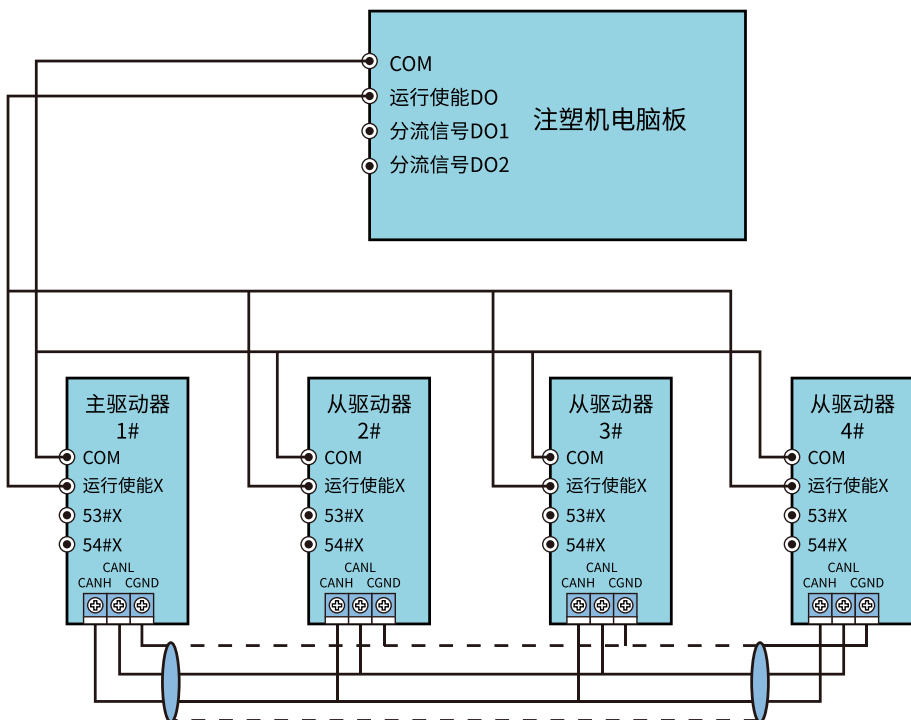 COM
运行使能DO
分流信号DO1
分流信号DO2
注塑机电脑板
主驱动器
1#
COM
运行使能X
53#X
54#X
CANL
CANH CGND
从驱动器
2#
COM
运行使能X
53#X
54#X
CANL
CANH CGND
从驱动器
3#
COM
运行使能X
53#X
54#X
CANL
CANH CGND
从驱动器
4#
COM
运行使能X
53#X
54#X
CANL
CANH CGND